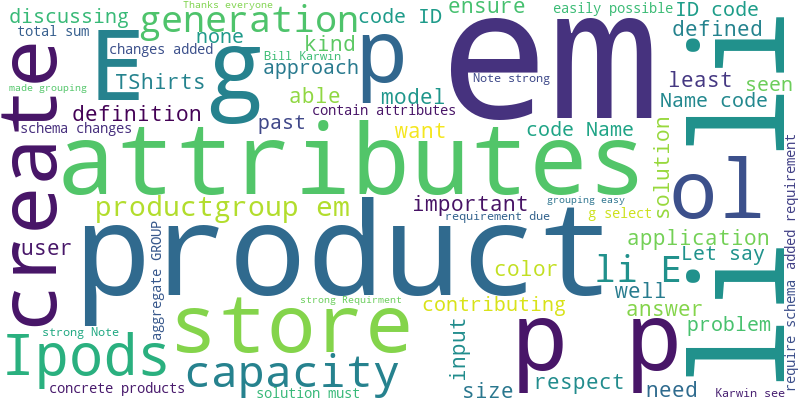 Thanks everyone
discussing
generation
code ID
ensure
easily possible
ID code
total sum
none
defined
changes added
kind
Bill Karwin
em
made grouping
E
g
p
approach
Note strong
least
seen
TShirts
able
model
Name code
definition
contain attributes
schema changes
past
want
code Name
create
attributes
solution
ol
li
li
require schema added requirement
productgroup em
important
grouping easy
requirement due
g select
product
user
aggregate GROUP
application
Let say
color
li E
well
strong Requirment
contributing
answer
store
p p
problem
strong Note
input
Ipods
capacity
respect
concrete products
solution must
size
need
Karwin see